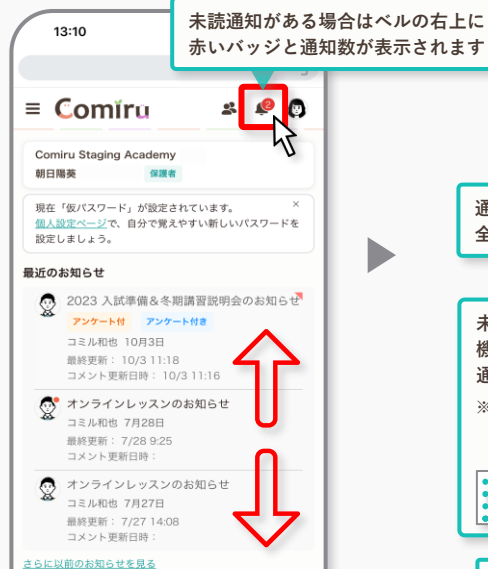 未読通知がある場合はベルの右上に
赤いバッジと通知数が表示されます
13:10
Comiru
2
Comiru Staging Academy
朝日陽葵
保護者
現在「仮パスワード」が設定されています。
×
個人設定ページで、自分で覚えやすい新しいパスワードを
設定しましょう。
最近のお知らせ
2023 入試準備&冬期講習説明会のお知らせ
アンケート付 アンケート付き
コミル和也 10月3日
最終更新: 10/3 11:18
コメント更新日時: 10/3 11:16
オンラインレッスンのお知らせ
コミル和也 7月28日
最終更新: 7/28 9:25
コメント更新日時:
オンラインレッスンのお知らせ
コミル和也 7月27日
最終更新: 7/27 14:08
コメント更新日時:
さらに以前のお知らせを見る
通
全
未
機
通
※